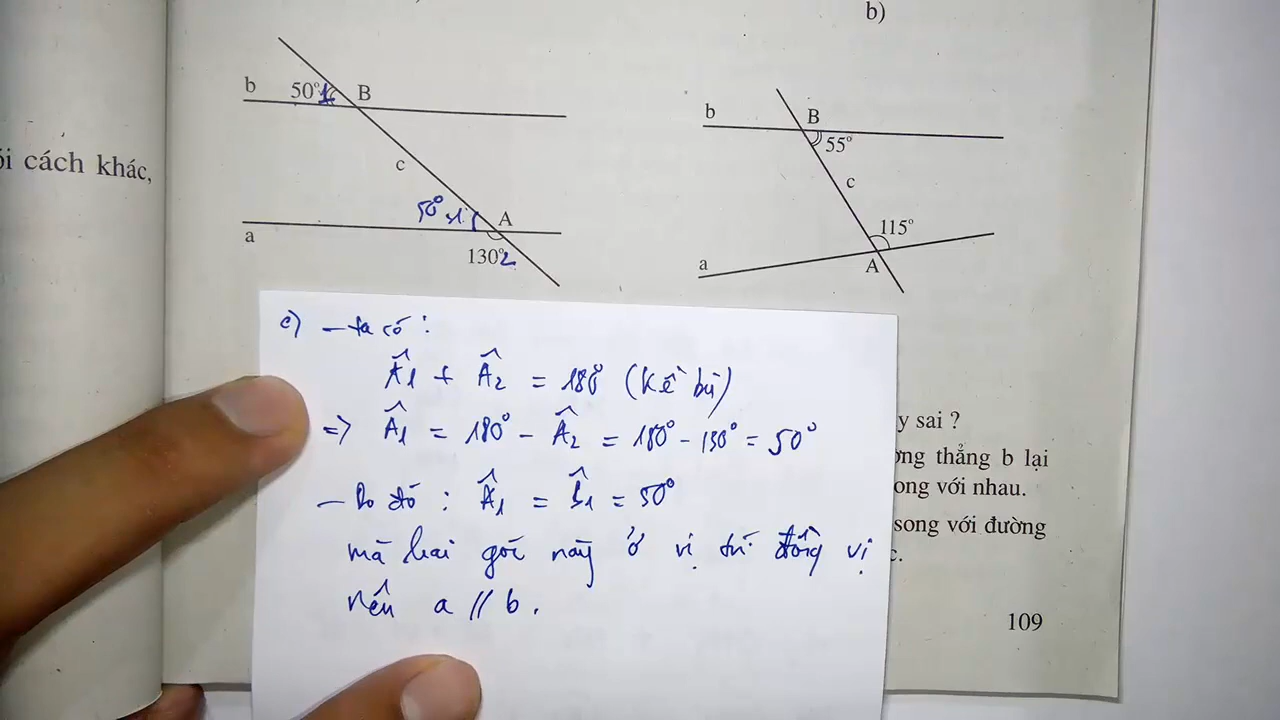 b)
ói cách khác,
b
50°
1
B
c
50°
1
A
a
130°
2
b
B
55°
c
115°
a
A
c) – ta có :
Â1 + Â2 = 180° (Kề bù)
=> Â1 = 180° – Â2 = 180° – 130° = 50°
– Do đó : Â1 = B̂1 = 50°
mà hai góc này ở vị trí đồng vị
nên a // b .
y sai ?
ờng thẳng b lại
ong với nhau.
song với đường
c.
109